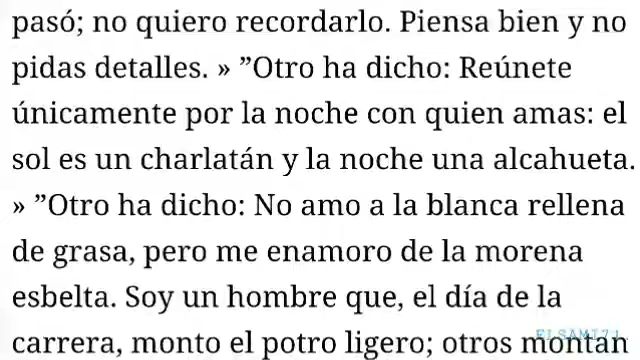 pasó; no quiero recordarlo. Piensa bien y no
pidas detalles. » ”Otro ha dicho: Reúnete
únicamente por la noche con quien amas: el
sol es un charlatán y la noche una alcahueta.
» ”Otro ha dicho: No amo a la blanca rellena
de grasa, pero me enamoro de la morena
esbelta. Soy un hombre que, el día de la
carrera, monto el potro ligero; otros montan
ELSAMI71